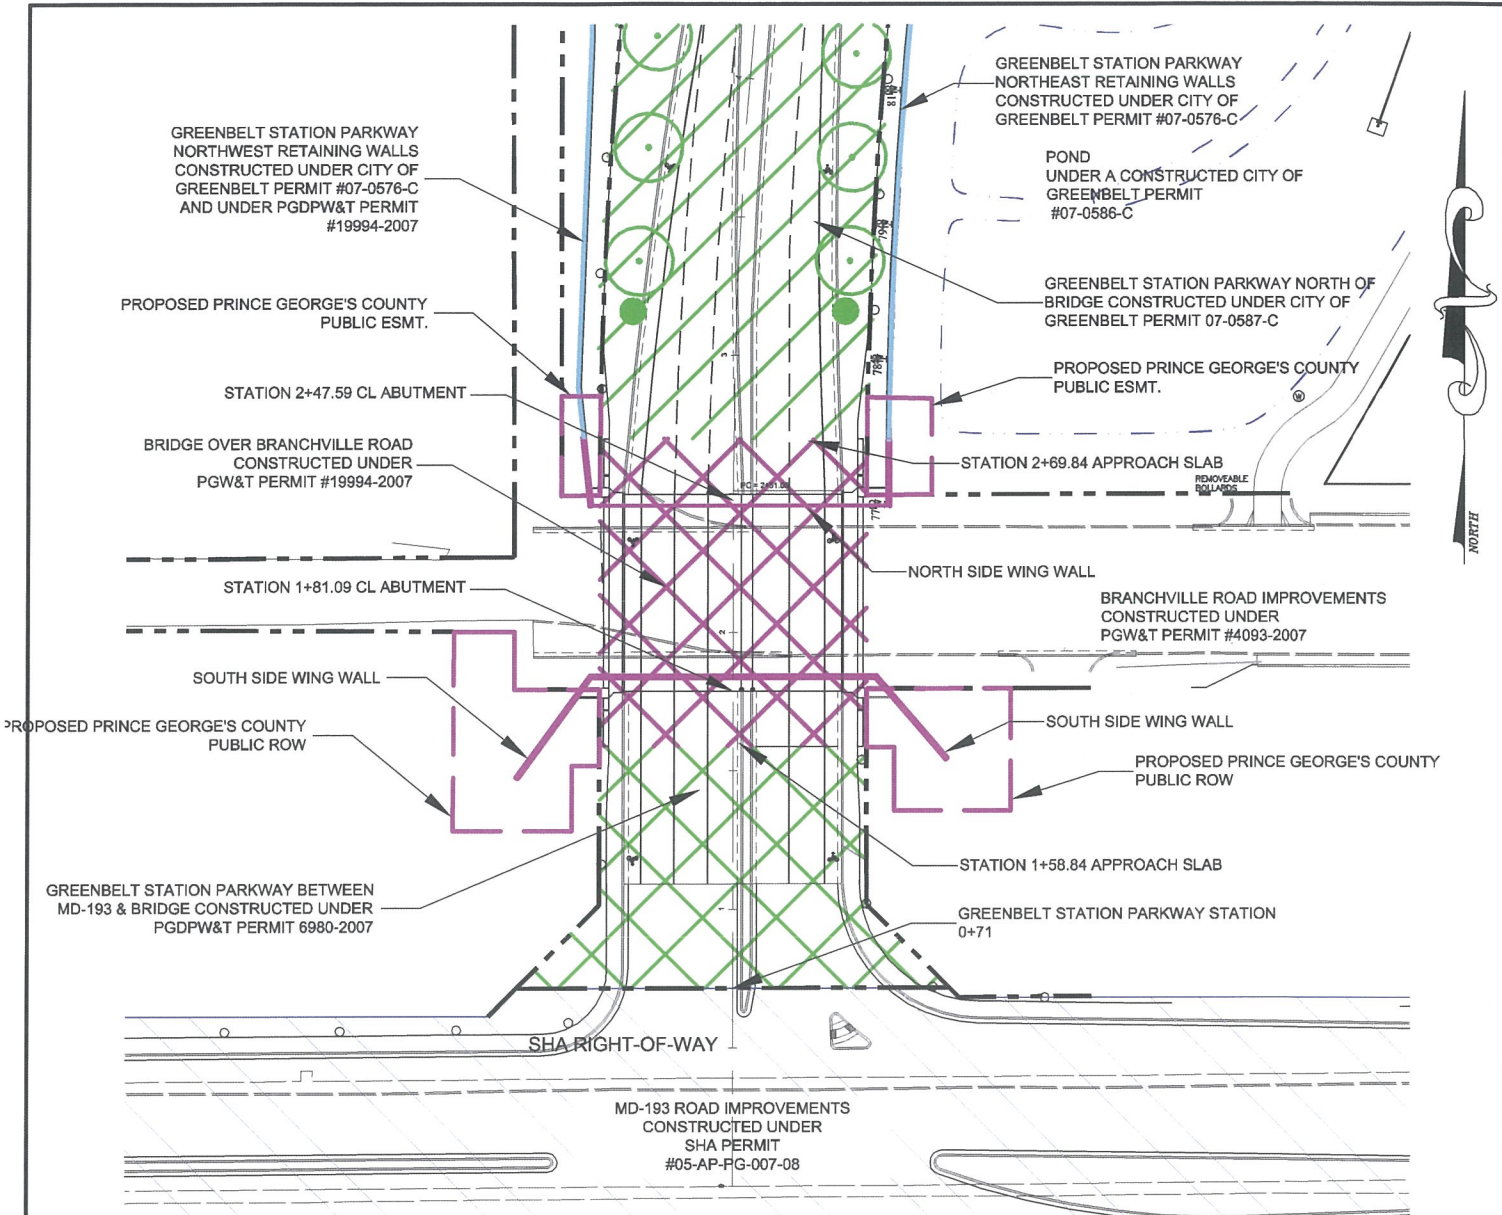 GREENBELT STATION PARKWAY
NORTHWEST RETAINING WALLS
CONSTRUCTED UNDER CITY OF
GREENBELT PERMIT #07-0576-C
AND UNDER PGDPW&T PERMIT
#19994-2007
GREENBELT STATION PARKWAY
NORTHEAST RETAINING WALLS
CONSTRUCTED UNDER CITY OF
GREENBELT PERMIT #07-0576-C
POND
UNDER A CONSTRUCTED CITY OF
GREENBELT PERMIT
#07-0586-C
GREENBELT STATION PARKWAY NORTH OF
BRIDGE CONSTRUCTED UNDER CITY OF
GREENBELT PERMIT 07-0587-C
PROPOSED PRINCE GEORGE'S COUNTY
PUBLIC ESMT.
PROPOSED PRINCE GEORGE'S COUNTY
PUBLIC ESMT.
STATION 2+47.59 CL ABUTMENT
BRIDGE OVER BRANCHVILLE ROAD
CONSTRUCTED UNDER
PGW&T PERMIT #19994-2007
STATION 2+69.84 APPROACH SLAB
REMOVEABLE
BOLLARDS
NORTH
3
2
1
NORTH SIDE WING WALL
STATION 1+81.09 CL ABUTMENT
BRANCHVILLE ROAD IMPROVEMENTS
CONSTRUCTED UNDER
PGW&T PERMIT #4093-2007
SOUTH SIDE WING WALL
SOUTH SIDE WING WALL
PROPOSED PRINCE GEORGE'S COUNTY
PUBLIC ROW
PROPOSED PRINCE GEORGE'S COUNTY
PUBLIC ROW
STATION 1+58.84 APPROACH SLAB
GREENBELT STATION PARKWAY BETWEEN
MD-193 & BRIDGE CONSTRUCTED UNDER
PGDPW&T PERMIT 6980-2007
GREENBELT STATION PARKWAY STATION
0+71
SHA RIGHT-OF-WAY
MD-193 ROAD IMPROVEMENTS
CONSTRUCTED UNDER
SHA PERMIT
#05-AP-PG-007-08